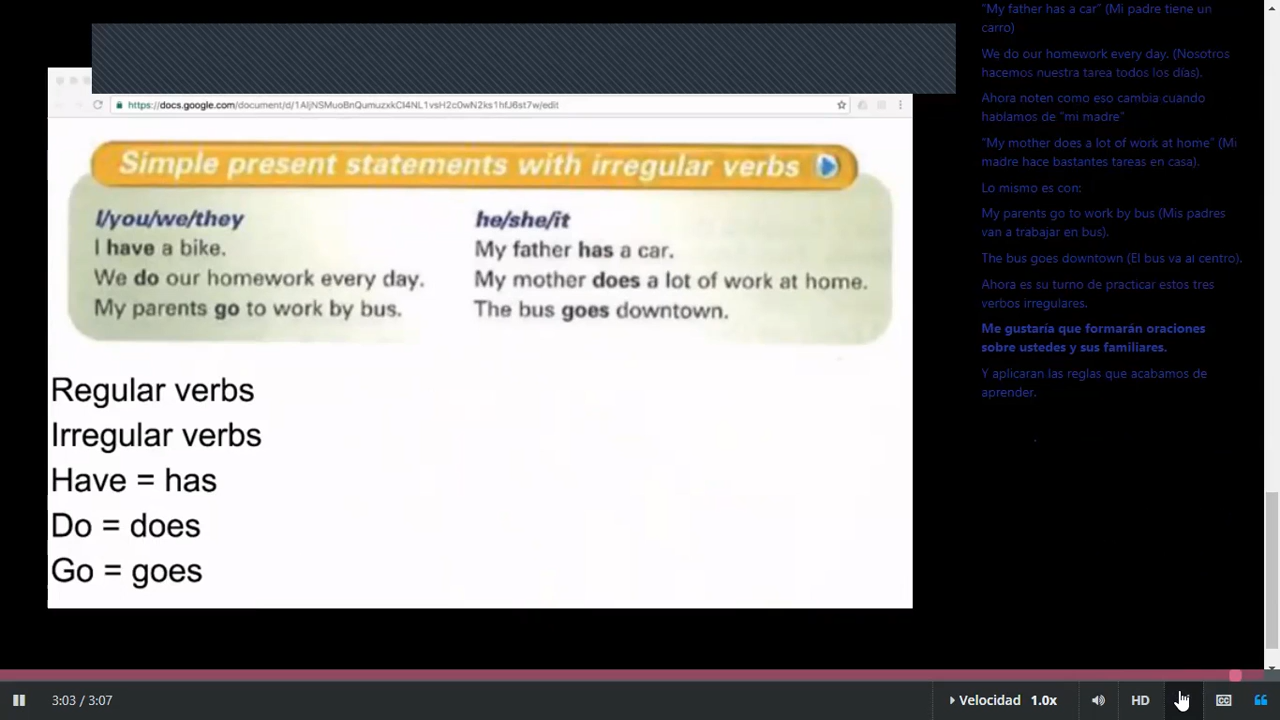 https://docs.google.com/document/d/1AljNSMuoBnQumuzxkCI4NL1vsH2c0wN2ks1hfJ6st7w/edit
Simple present statements with irregular verbs
I/you/we/they
I have a bike.
We do our homework every day.
My parents go to work by bus.
he/she/it
My father has a car.
My mother does a lot of work at home.
The bus goes downtown.
Regular verbs
Irregular verbs
Have = has
Do = does
Go = goes
"My father has a car" (Mi padre tiene un
carro)
We do our homework every day. (Nosotros
hacemos nuestra tarea todos los días).
Ahora noten como eso cambia cuando
hablamos de "mi madre"
"My mother does a lot of work at home" (Mi
madre hace bastantes tareas en casa).
Lo mismo es con:
My parents go to work by bus (Mis padres
van a trabajar en bus).
The bus goes downtown (El bus va al centro).
Ahora es su turno de practicar estos tres
verbos irregulares.
Me gustaría que formarán oraciones
sobre ustedes y sus familiares.
Y aplicaran las reglas que acabamos de
aprender.
3:03 / 3:07
Velocidad 1.0x
HD
CC